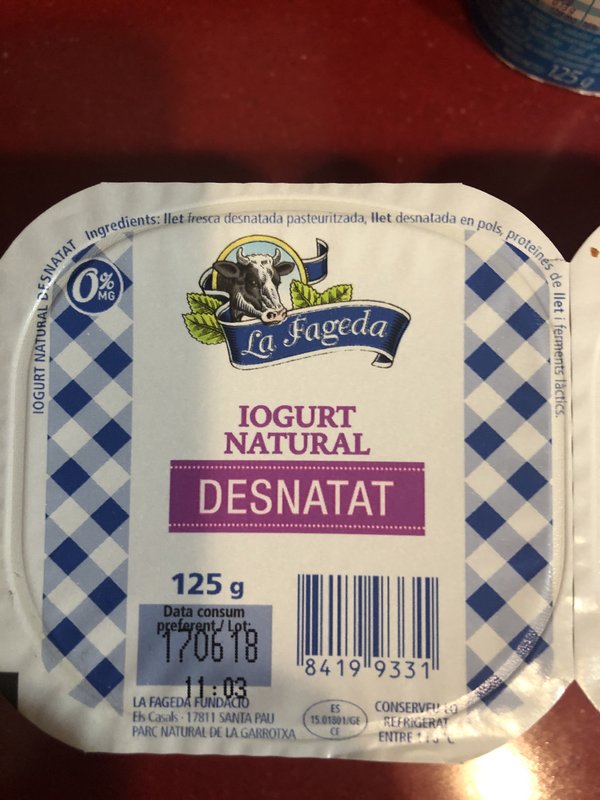 125 g
IOGURT NATURAL DESNATAT
Ingredients: llet fresca desnatada pasteuritzada, llet desnatada en pols, proteïnes de llet i ferments làctics.
0%
MG
La Fageda
IOGURT
NATURAL
DESNATAT
125 g
Data consum
preferent / Lot:
170618
11:03
8419 9331
LA FAGEDA FUNDACIÓ
Els Casals · 17811 SANTA PAU
PARC NATURAL DE LA GARROTXA
ES
15.01801/GE
CE
CONSERVEU-LO
REFRIGERAT
ENTRE